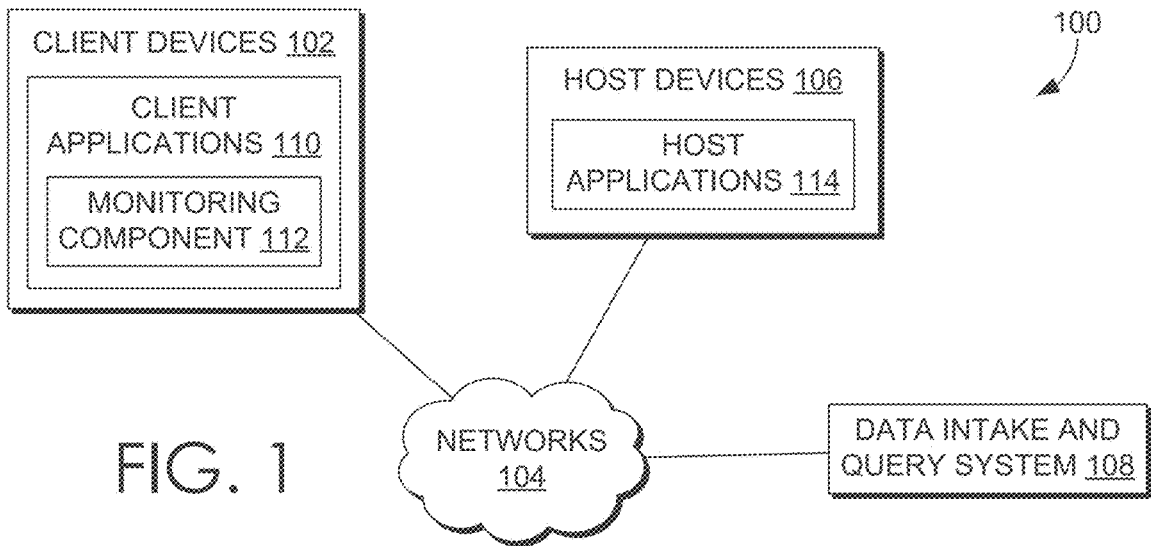 100
CLIENT DEVICES 102
CLIENT
APPLICATIONS 110
MONITORING
COMPONENT 112
HOST DEVICES 106
HOST
APPLICATIONS 114
NETWORKS
104
DATA INTAKE AND
QUERY SYSTEM 108
FIG. 1